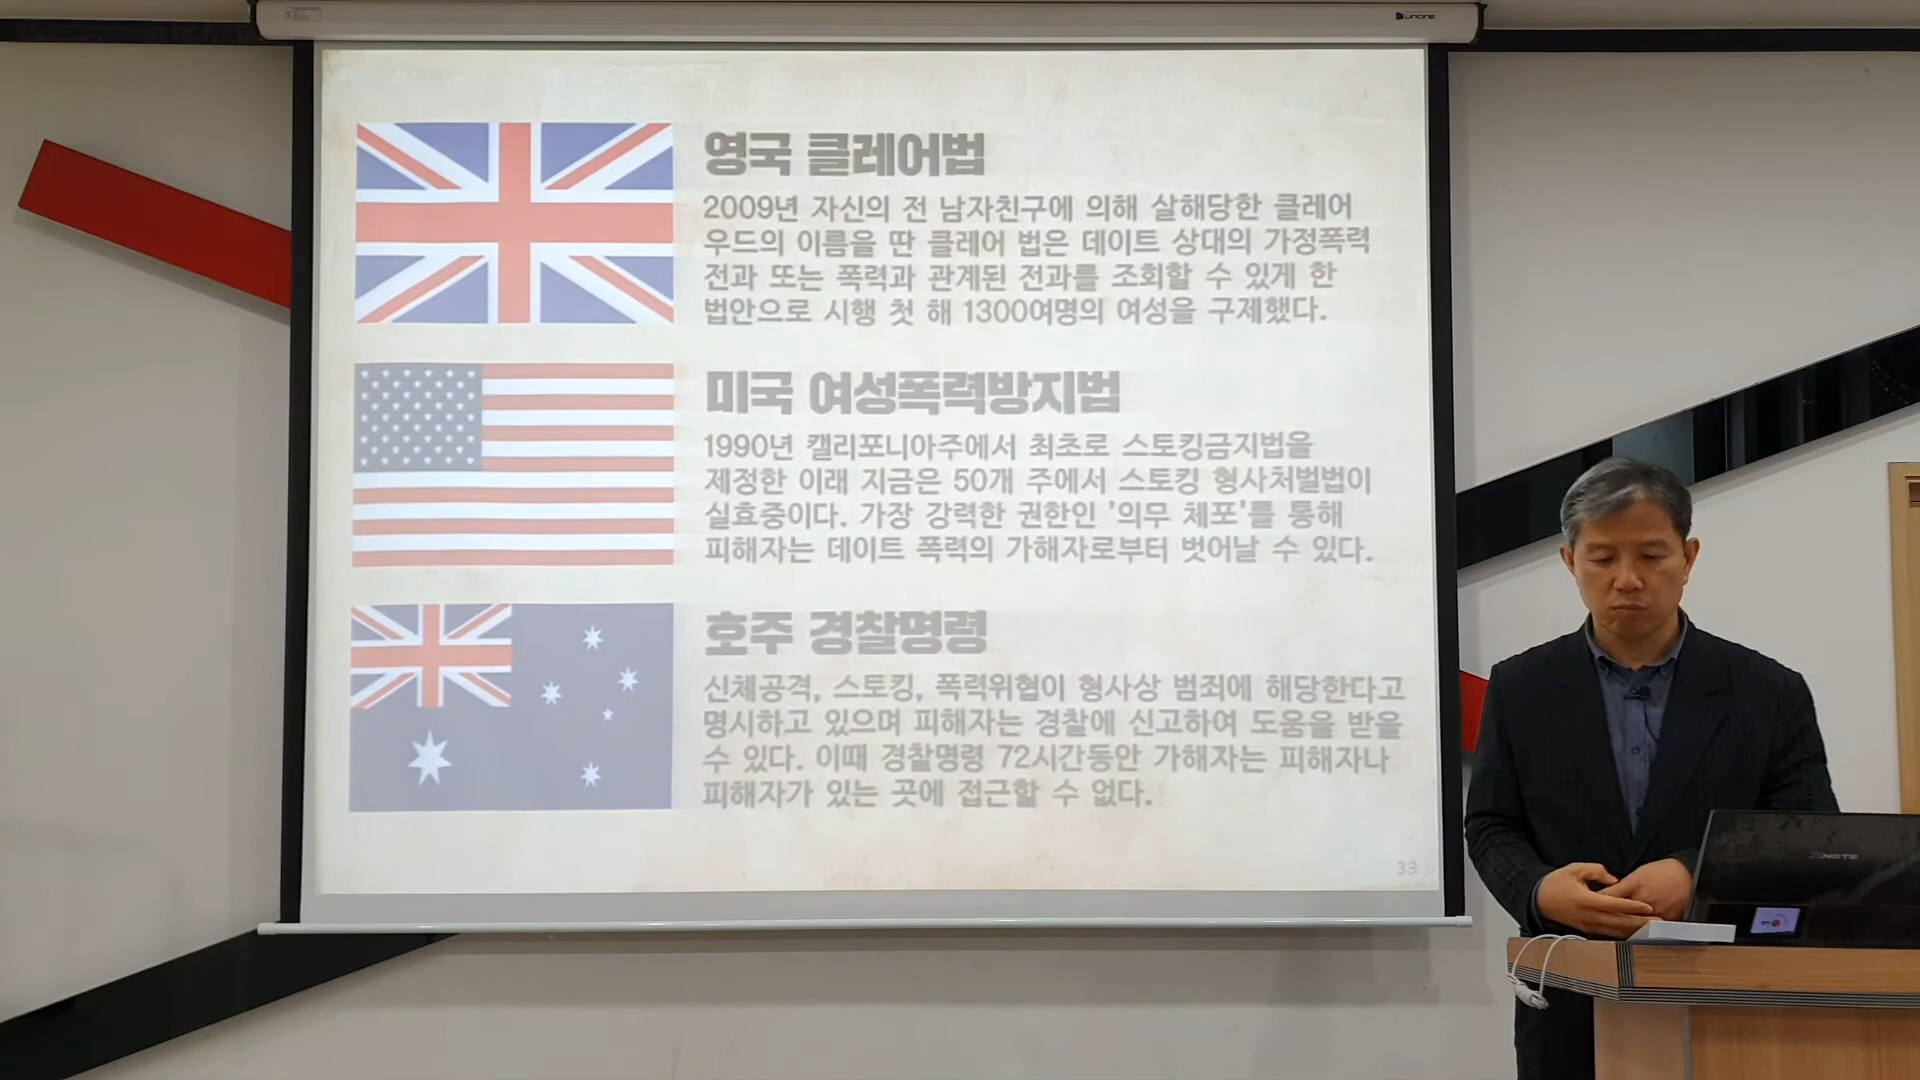 영국 클레어법
2009년 자신의 전 남자친구에 의해 살해당한 클레어
우드의 이름을 딴 클레어 법은 데이트 상대의 가정폭력
전과 또는 폭력과 관계된 전과를 조회할 수 있게 한
법안으로 시행 첫 해 1300여명의 여성을 구제했다.
미국 여성폭력방지법
1990년 캘리포니아주에서 최초로 스토킹금지법을
제정한 이래 지금은 50개 주에서 스토킹 형사처벌법이
실효중이다. 가장 강력한 권한인 '의무 체포'를 통해
피해자는 데이트 폭력의 가해자로부터 벗어날 수 있다.
호주 경찰명령
신체공격, 스토킹, 폭력위협이 형사상 범죄에 해당한다고
명시하고 있으며 피해자는 경찰에 신고하여 도움을 받을
수 있다. 이때 경찰명령 72시간동안 가해자는 피해자나
피해자가 있는 곳에 접근할 수 없다.
33